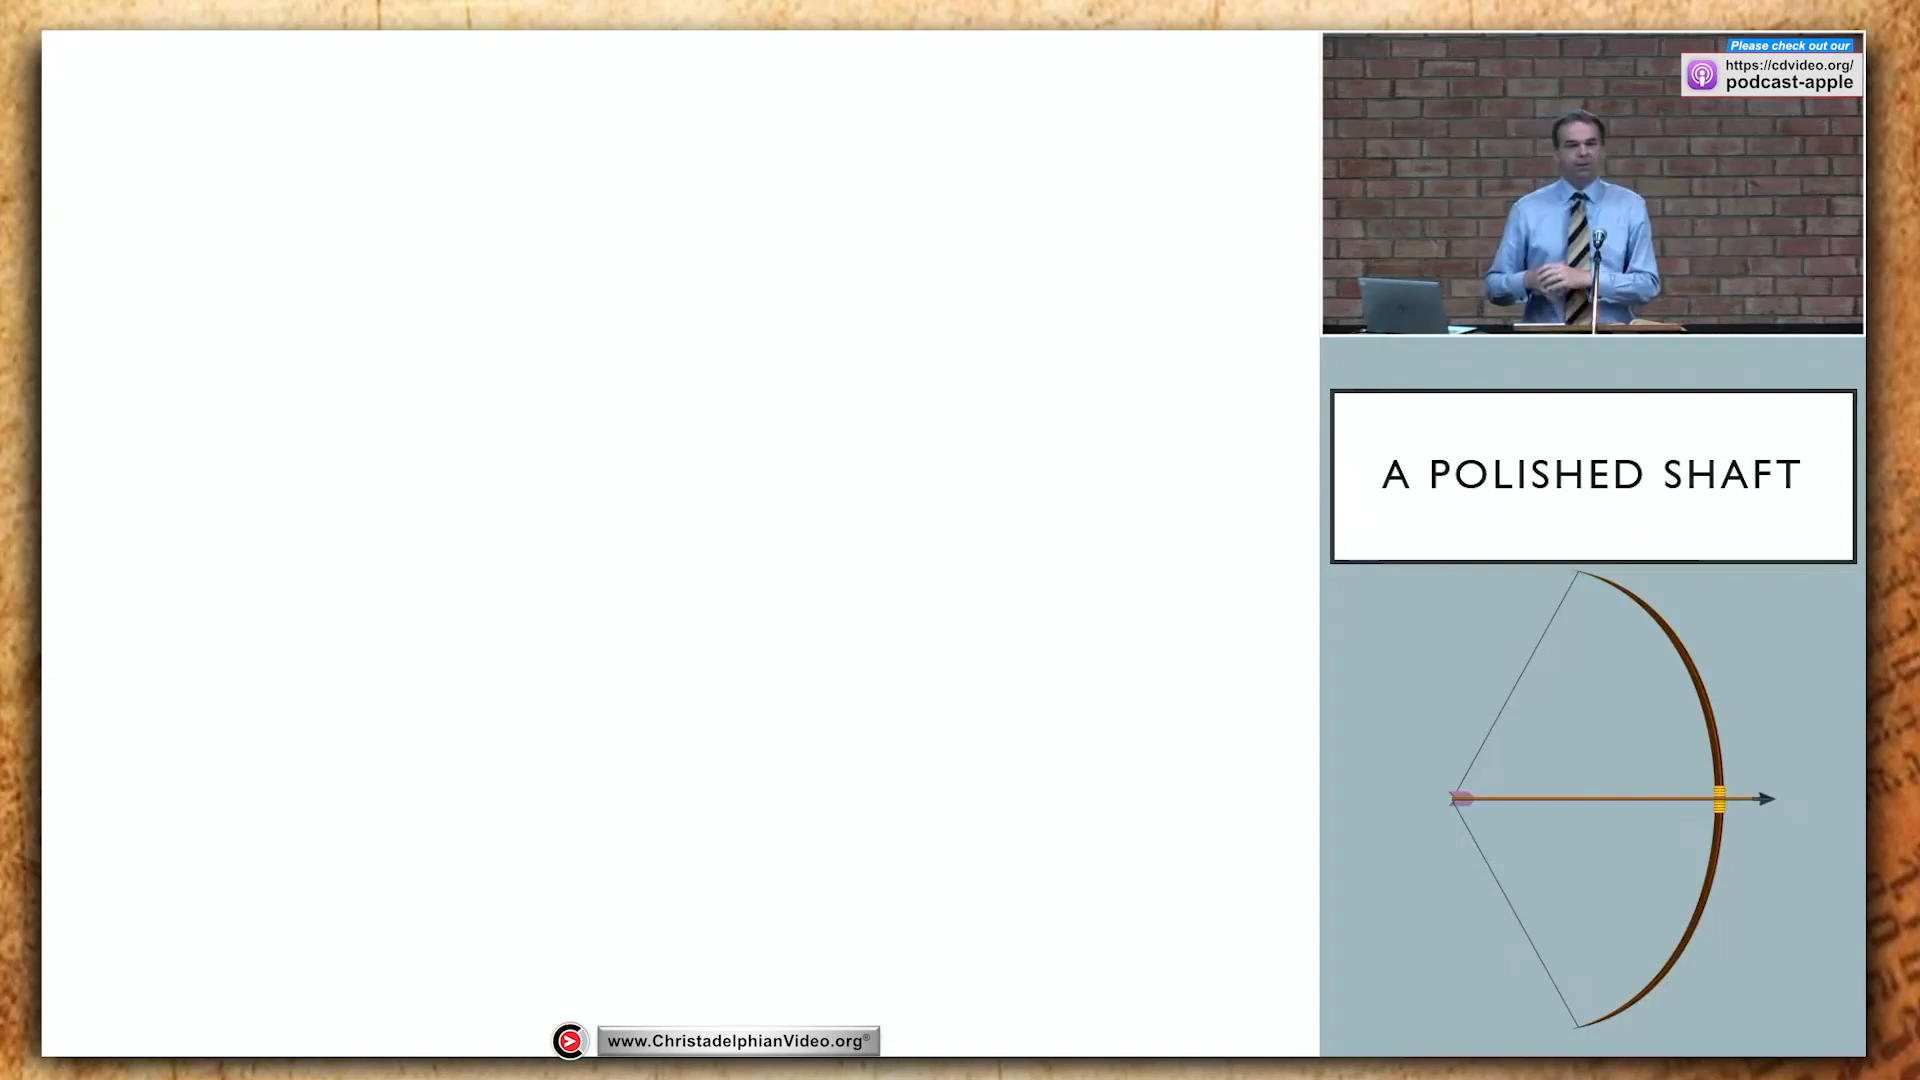 Please check out our
https://cdvideo.org/
podcast-apple
A POLISHED SHAFT
www.ChristadelphianVideo.org®